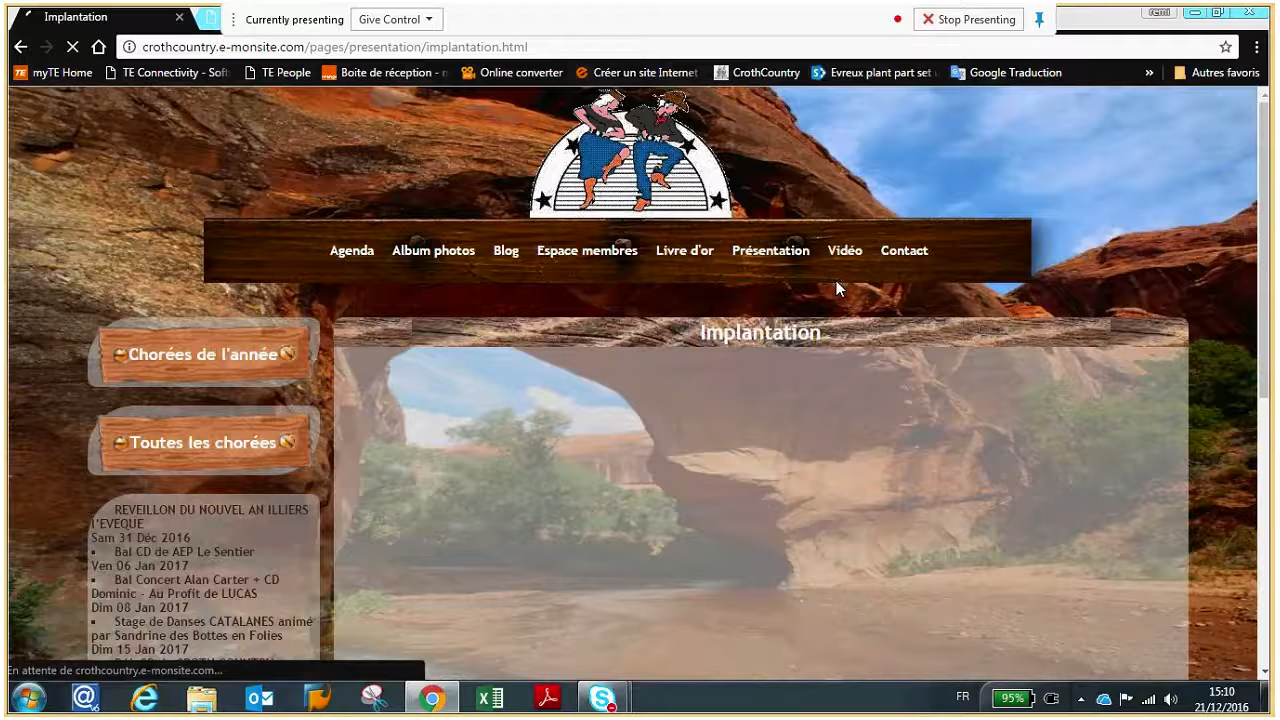 Implantation
Currently presenting
Give Control
Stop Presenting
remi
crothcountry.e-monsite.com/pages/presentation/implantation.html
myTE Home
TE Connectivity - Soft
TE People
Boite de réception - n
Online converter
Créer un site Internet
CrothCountry
Evreux plant part set
Google Traduction
»
Autres favoris
Agenda
Album photos
Blog
Espace membres
Livre d'or
Présentation
Vidéo
Contact
Implantation
Chorées de l'année
Toutes les chorées
REVEILLON DU NOUVEL AN ILLIERS
l'EVEQUE
Sam 31 Déc 2016
Bal CD de AEP Le Sentier
Ven 06 Jan 2017
Bal Concert Alan Carter + CD
Dominic - Au Profit de LUCAS
Dim 08 Jan 2017
Stage de Danses CATALANES animé
par Sandrine des Bottes en Folies
Dim 15 Jan 2017
En attente de crothcountry.e-monsite.com...
FR
95%
15:10
21/12/2016